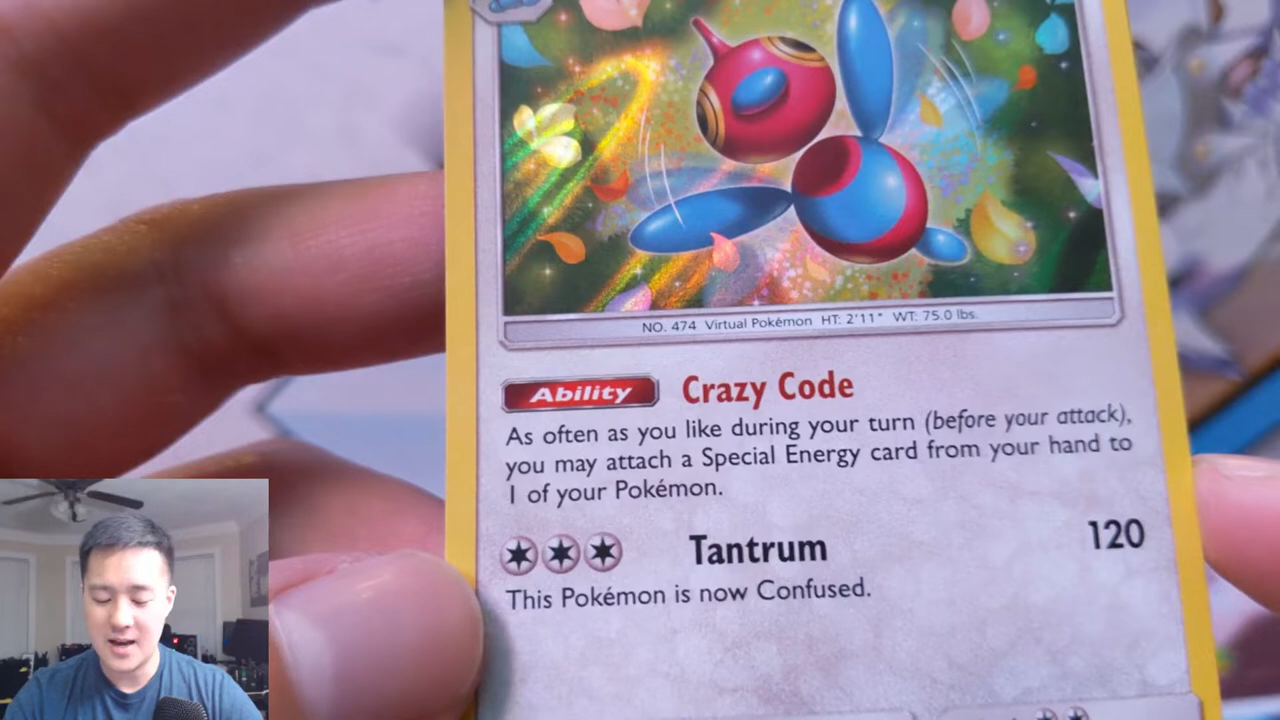 NO. 474 Virtual Pokémon HT: 2'11" WT: 75.0 lbs.
Ability Crazy Code
As often as you like during your turn (before your attack),
you may attach a Special Energy card from your hand to
1 of your Pokémon.
Tantrum 120
This Pokémon is now Confused.